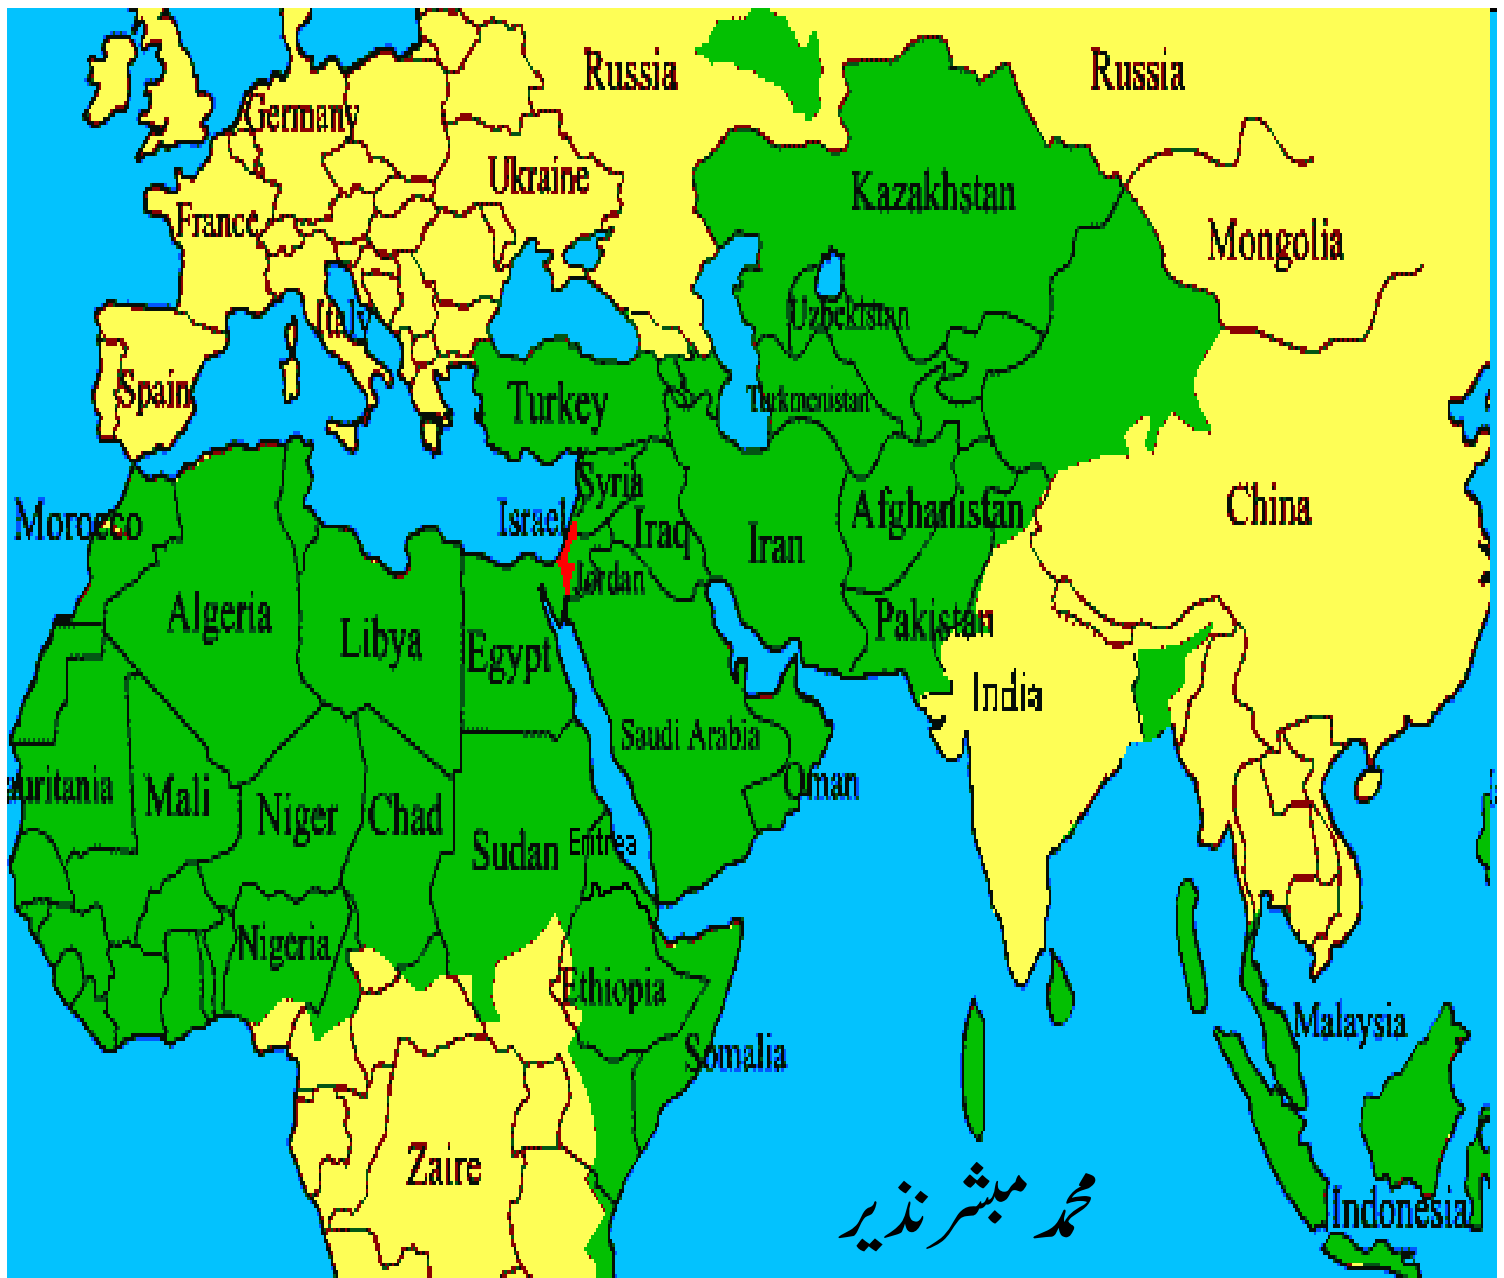 Russia
Russia
Germany
Ukraine
Kazakhstan
France
Mongolia
Italy
Uzbekistan
Spain
Turkey
Turkmenistan
Syria
Morocco
Israel
Iraq
Iran
Afghanistan
China
Jordan
Algeria
Libya
Egypt
Pakistan
India
Saudi Arabia
auritania
Mali
Niger
Chad
Oman
Sudan
Eritrea
Nigeria
Ethiopia
Malaysia
Somalia
Zaire
محمد مبشر نذیر
Indonesia